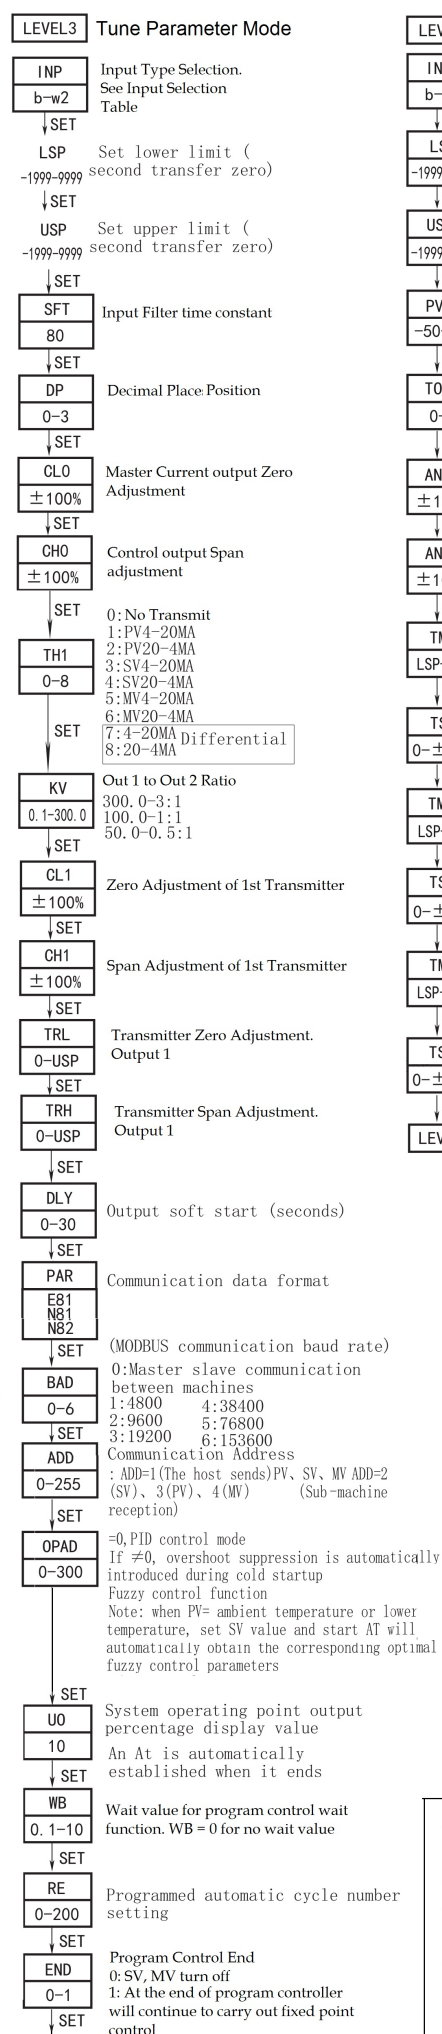 LEVEL3 Tune Parameter Mode
INP
b-w2
Input Type Selection.
See Input Selection
Table
SET
LSP
-1999-9999
Set lower limit (
second transfer zero)
SET
USP
-1999-9999
Set upper limit (
second transfer zero)
SET
SFT
80
Input Filter time constant
SET
DP
0-3
Decimal Place Position
SET
CLO
±100%
Master Current output Zero
Adjustment
SET
CHO
±100%
Control output Span
adjustment
SET
TH1
0-8
0:No Transmit
1:PV4-20MA
2:PV20-4MA
3:SV4-20MA
4:SV20-4MA
5:MV4-20MA
6:MV20-4MA
7:4-20MA Differential
8:20-4MA
SET
KV
0.1-300.0
Out 1 to Out 2 Ratio
300.0-3:1
100.0-1:1
50.0-0.5:1
SET
CL1
±100%
Zero Adjustment of 1st Transmitter
SET
CH1
±100%
Span Adjustment of 1st Transmitter
SET
TRL
0-USP
Transmitter Zero Adjustment.
Output 1
SET
TRH
0-USP
Transmitter Span Adjustment.
Output 1
SET
DLY
0-30
Output soft start (seconds)
SET
PAR
E81
N81
N82
Communication data format
SET
(MODBUS communication baud rate)
BAD
0-6
0:Master slave communication
between machines
1:4800 4:38400
2:9600 5:76800
3:19200 6:153600
SET
ADD
0-255
Communication Address
: ADD=1(The host sends)PV、SV、MV ADD=2
(SV)、3(PV)、4(MV) (Sub-machine
reception)
SET
OPAD
0-300
=0,PID control mode
If ≠0, overshoot suppression is automatically
introduced during cold startup
Fuzzy control function
Note: when PV= ambient temperature or lower
temperature, set SV value and start AT will
automatically obtain the corresponding optimal
fuzzy control parameters
SET
UO
10
System operating point output
percentage display value
An At is automatically
established when it ends
SET
WB
0.1-10
Wait value for program control wait
function. WB = 0 for no wait value
SET
RE
0-200
Programmed automatic cycle number
setting
SET
END
0-1
Program Control End
0: SV, MV turn off
1: At the end of program controller
will continue to carry out fixed point
control
SET
LEV
IN
b-
LS
-1999
US
-1999
PV
-50
TO
0-
AN
±1
AN
±1
TM
LSP-
TS
0-±
TM
LSP-
TS
0-±
TM
LSP-
TS
0-±
LEV